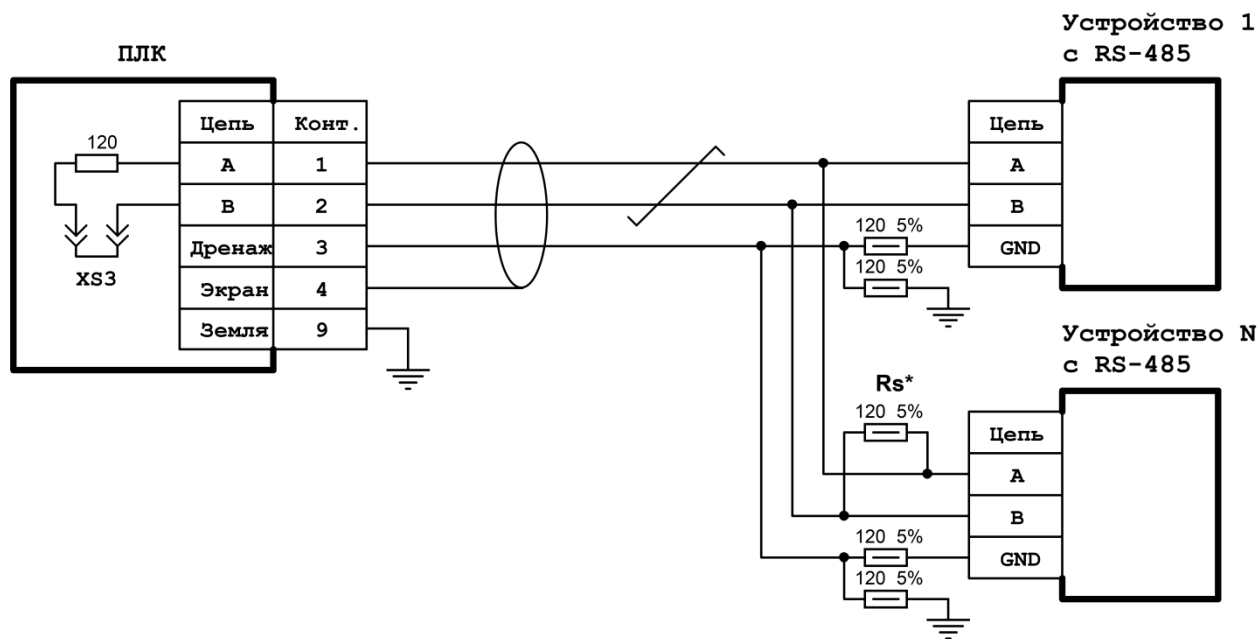 ПЛК
120
XS3
Цепь Конт.
А 1
В 2
Дренаж 3
Экран 4
Земля 9
Устройство 1
с RS-485
Цепь
А
В
GND
120 5%
120 5%
Устройство N
с RS-485
Rs*
120 5%
Цепь
А
В
GND
120 5%
120 5%